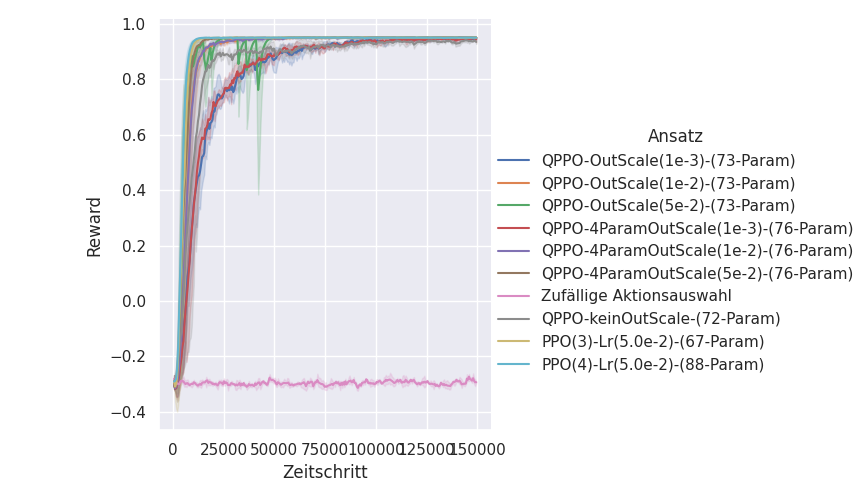 1.0
0.8
0.6
0.4
0.2
0.0
−0.2
−0.4
Reward
0 25000 50000 75000 100000 125000 150000
Zeitschritt
Ansatz
QPPO-OutScale(1e-3)-(73-Param)
QPPO-OutScale(1e-2)-(73-Param)
QPPO-OutScale(5e-2)-(73-Param)
QPPO-4ParamOutScale(1e-3)-(76-Param)
QPPO-4ParamOutScale(1e-2)-(76-Param)
QPPO-4ParamOutScale(5e-2)-(76-Param)
Zufällige Aktionsauswahl
QPPO-keinOutScale-(72-Param)
PPO(3)-Lr(5.0e-2)-(67-Param)
PPO(4)-Lr(5.0e-2)-(88-Param)